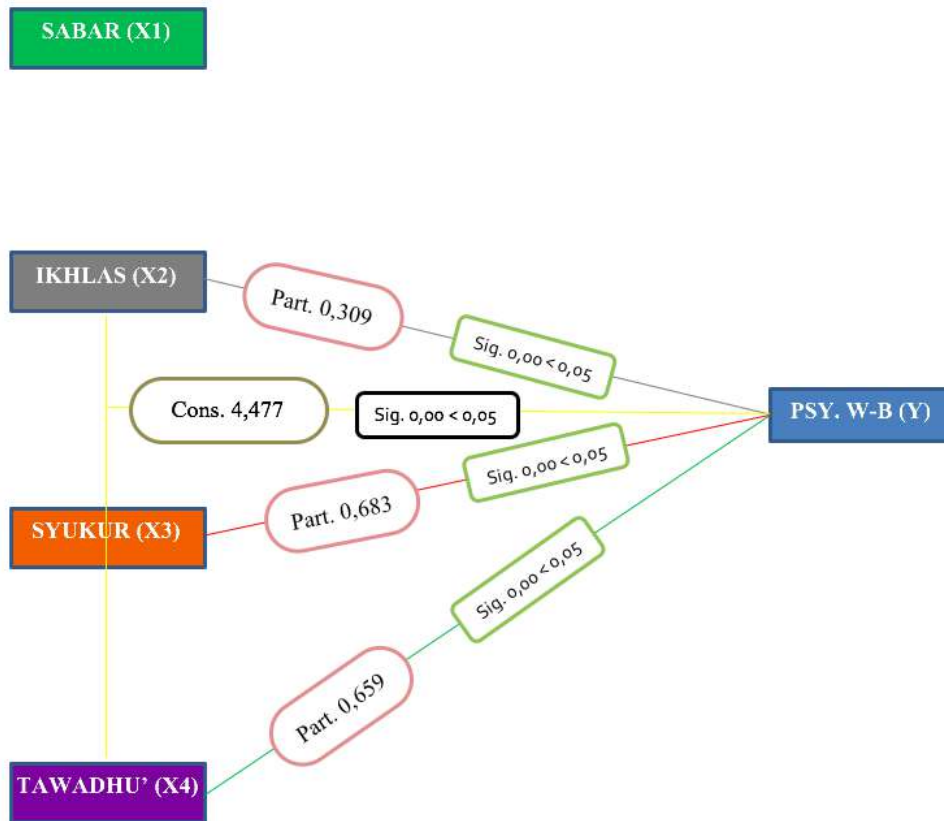 SABAR (X1)
IKHLAS (X2)
Part. 0,309
Sig. 0,00 < 0,05
Cons. 4,477
Sig. 0,00 < 0,05
PSY. W-B (Y)
SYUKUR (X3)
Part. 0,683
Sig. 0,00 < 0,05
Sig. 0,00 < 0,05
Part. 0,659
TAWADHU’ (X4)